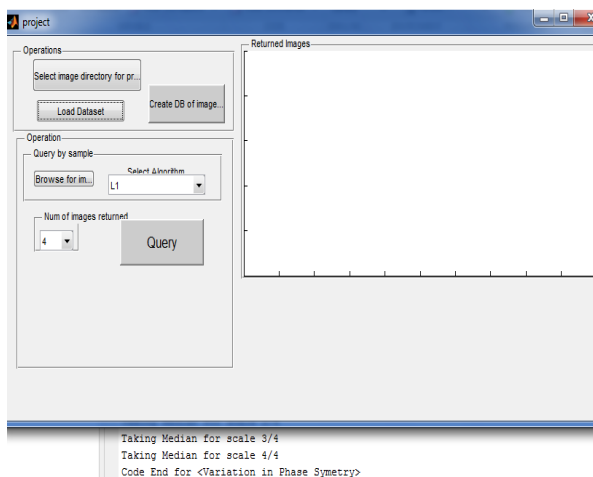 project
Operations
Select image directory for pr...
Load Dataset
Create DB of image...
Operation
Query by sample
Browse for im...
Select Algorithm
L1
Num of images returned
4
Query
Returned Images
Taking Median for scale 3/4
Taking Median for scale 4/4
Code End for <Variation in Phase Symetry>